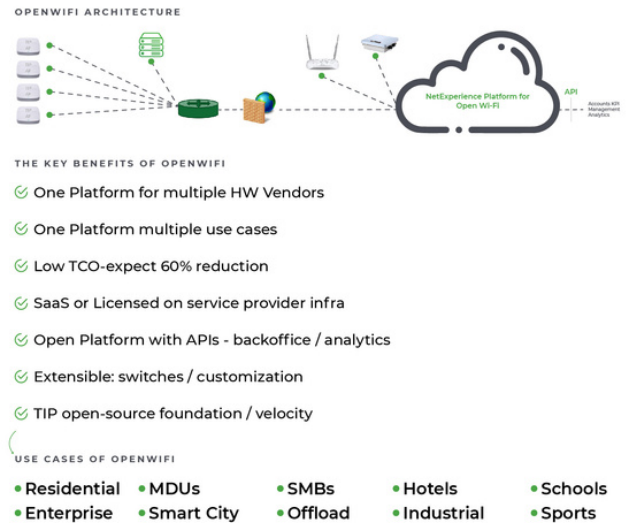 OPENWIFI ARCHITECTURE
NetExperience Platform for
Open Wi-Fi
API
Accounts KPI
Management
Analytics
THE KEY BENEFITS OF OPENWIFI
One Platform for multiple HW Vendors
One Platform multiple use cases
Low TCO-expect 60% reduction
SaaS or Licensed on service provider infra
Open Platform with APIs - backoffice / analytics
Extensible: switches / customization
TIP open-source foundation / velocity
USE CASES OF OPENWIFI
Residential MDUs SMBs Hotels Schools
Enterprise Smart City Offload Industrial Sports